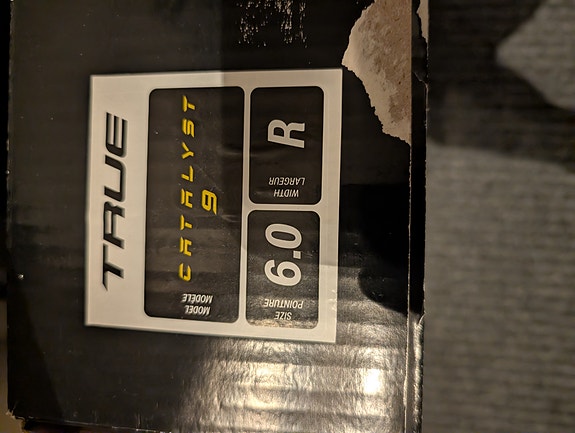 TRUE
MODEL
MODÈLE
CATALYST
9
SIZE
POINTURE
6.0
WIDTH
LARGEUR
R